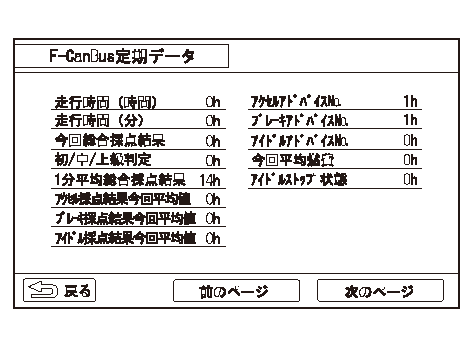 F-CanBus定期データ
走行時間（時間） 0h
走行時間（分） 0h
今回総合採点結果 0h
初/中/上級判定 0h
1分平均総合採点結果 14h
ｱｸｾﾙ採点結果今回平均値 0h
ﾌﾞﾚｰｷ採点結果今回平均値 0h
ｱｲﾄﾞﾙ採点結果今回平均値 0h
ｱｸｾﾙｱﾄﾞﾊﾞｲｽNo. 1h
ﾌﾞﾚｰｷｱﾄﾞﾊﾞｲｽNo. 1h
ｱｲﾄﾞﾙｱﾄﾞﾊﾞｲｽNo. 0h
今回平均燃費 0h
ｱｲﾄﾞﾙｽﾄｯﾌﾟ状態 0h
戻る
前のページ
次のページ